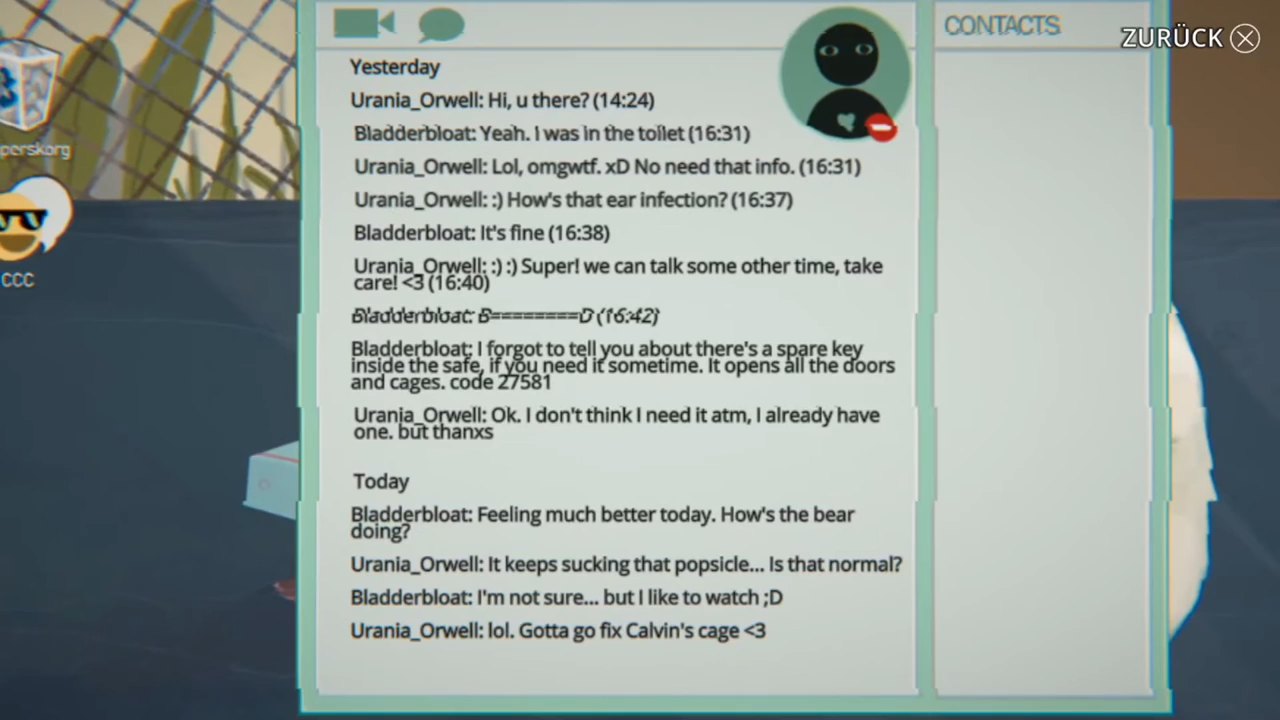 CONTACTS
ZURÜCK
Yesterday
Urania_Orwell: Hi, u there? (14:24)
Bladderbloat: Yeah. I was in the toilet (16:31)
Urania_Orwell: Lol, omgwtf. xD No need that info. (16:31)
Urania_Orwell: :) How's that ear infection? (16:37)
Bladderbloat: It's fine (16:38)
Urania_Orwell: :) :) Super! we can talk some other time, take
care! <3 (16:40)
Bladderbloat: B========D (16:42)
Bladderbloat: I forgot to tell you about there's a spare key
inside the safe, if you need it sometime. It opens all the doors
and cages. code 27581
Urania_Orwell: Ok. I don't think I need it atm, I already have
one. but thanxs
Today
Bladderbloat: Feeling much better today. How's the bear
doing?
Urania_Orwell: It keeps sucking that popsicle... Is that normal?
Bladderbloat: I'm not sure... but I like to watch ;D
Urania_Orwell: lol. Gotta go fix Calvin's cage <3
perskorg
CCC